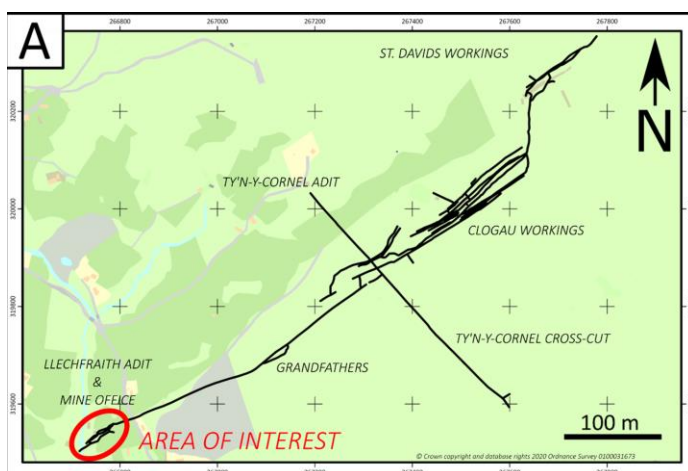 A
266800
267000
267200
267400
267600
267800
ST. DAVIDS WORKINGS
320200
N
TY'N-Y-CORNEL ADIT
320000
CLOGAU WORKINGS
319800
TY'N-Y-CORNEL CROSS-CUT
LLECHFRAITH ADIT
&
MINE OFFICE
GRANDFATHERS
319600
AREA OF INTEREST
100 m
© Crown copyright and database rights 2020 Ordnance Survey 0100031673